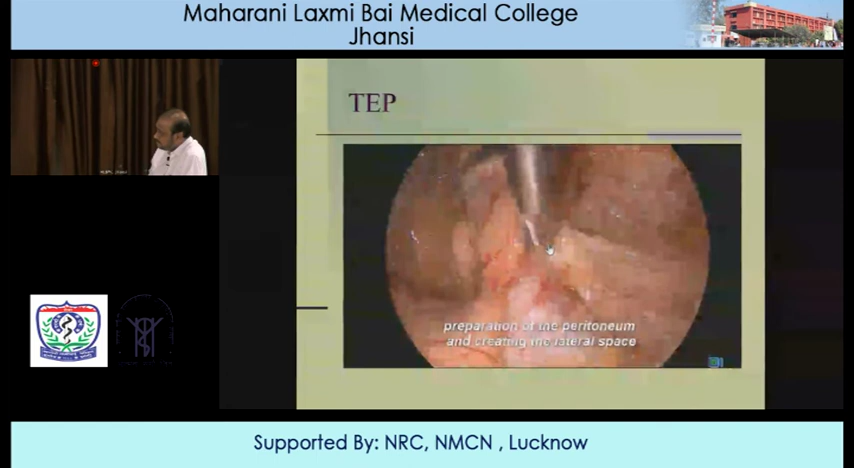 Maharani Laxmi Bai Medical College
Jhansi
TEP
preparation of the peritoneum
and creating the lateral space
Supported By: NRC, NMCN , Lucknow